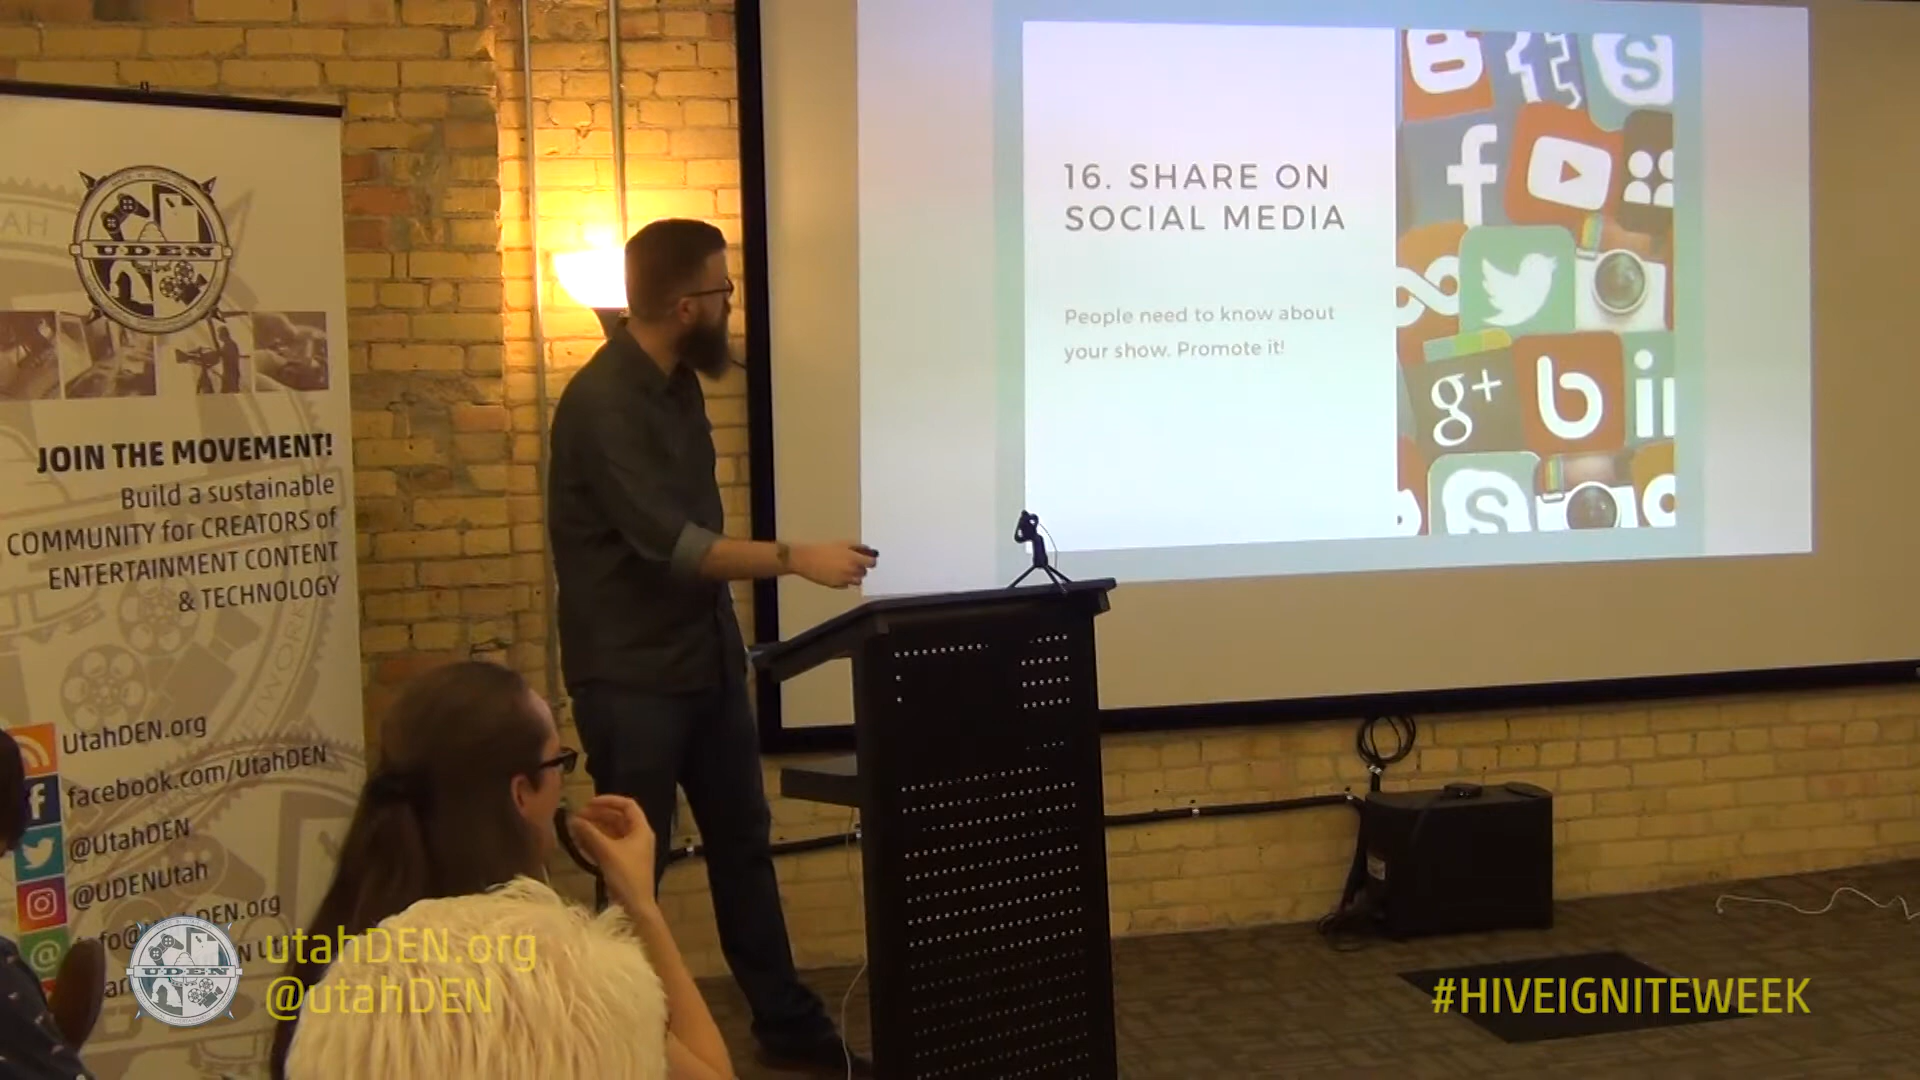 UDEN
JOIN THE MOVEMENT!
Build a sustainable
COMMUNITY for CREATORS of
ENTERTAINMENT CONTENT
& TECHNOLOGY
UtahDEN.org
facebook.com/UtahDEN
@UtahDEN
@UDENUtah
16. SHARE ON
SOCIAL MEDIA
People need to know about
your show. Promote it!
g+
UDEN
utahDEN.org
@utahDEN
#HIVEIGNITEWEEK